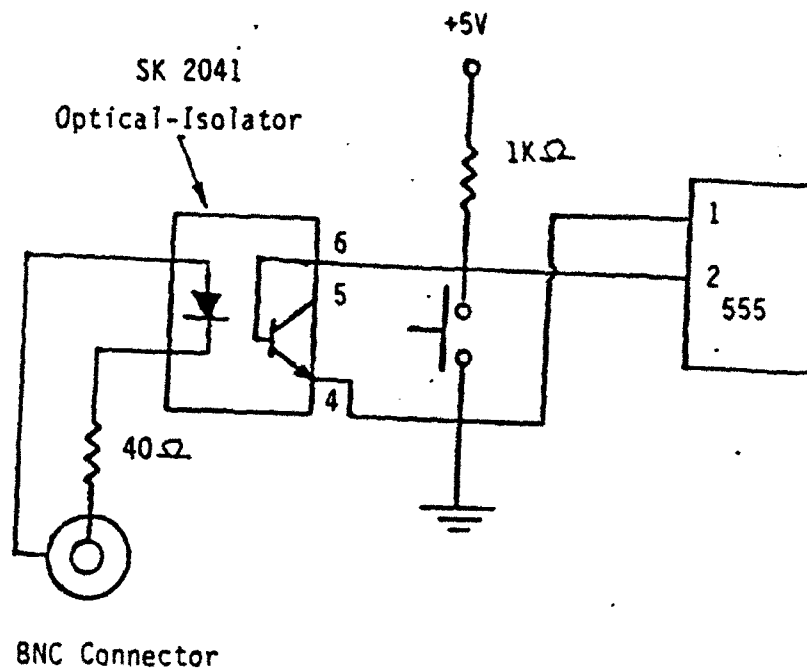 +5V
SK 2041
Optical-Isolator
1KΩ
1
6
2
5
555
4
40Ω
BNC Connector